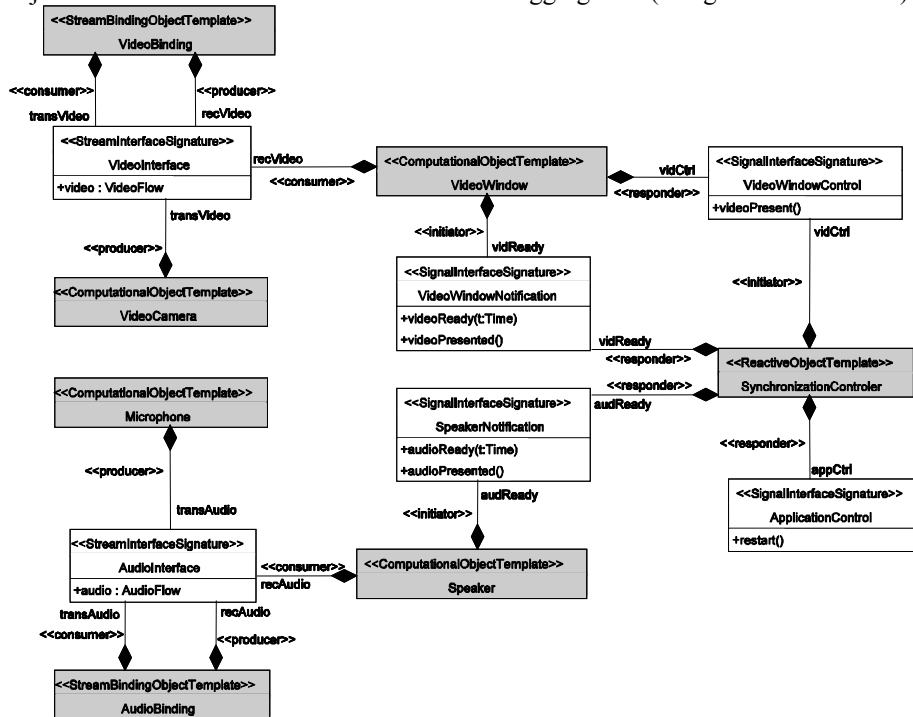 <<StreamBindingObjectTemplate>>
VideoBinding
<<consumer>>
<<producer>>
transVideo
recVideo
<<StreamInterfaceSignature>>
VideoInterface
+video : VideoFlow
recVideo
<<consumer>>
transVideo
<<producer>>
<<ComputationalObjectTemplate>>
VideoCamera
<<ComputationalObjectTemplate>>
VideoWindow
vidCtrl
<<responder>>
<<SignalInterfaceSignature>>
VideoWindowControl
+videoPresent()
vidCtrl
<<initiator>>
<<initiator>>
vidReady
<<SignalInterfaceSignature>>
VideoWindowNotification
+videoReady(t:Time)
+videoPresented()
vidReady
<<responder>>
<<ReactiveObjectTemplate>>
SynchronizationControler
<<responder>>
audReady
<<SignalInterfaceSignature>>
SpeakerNotification
+audioReady(t:Time)
+audioPresented()
audReady
<<initiator>>
<<responder>>
appCtrl
<<SignalInterfaceSignature>>
ApplicationControl
+restart()
<<ComputationalObjectTemplate>>
Microphone
<<producer>>
transAudio
<<StreamInterfaceSignature>>
AudioInterface
+audio : AudioFlow
<<consumer>>
recAudio
<<ComputationalObjectTemplate>>
Speaker
transAudio
recAudio
<<consumer>>
<<producer>>
<<StreamBindingObjectTemplate>>
AudioBinding